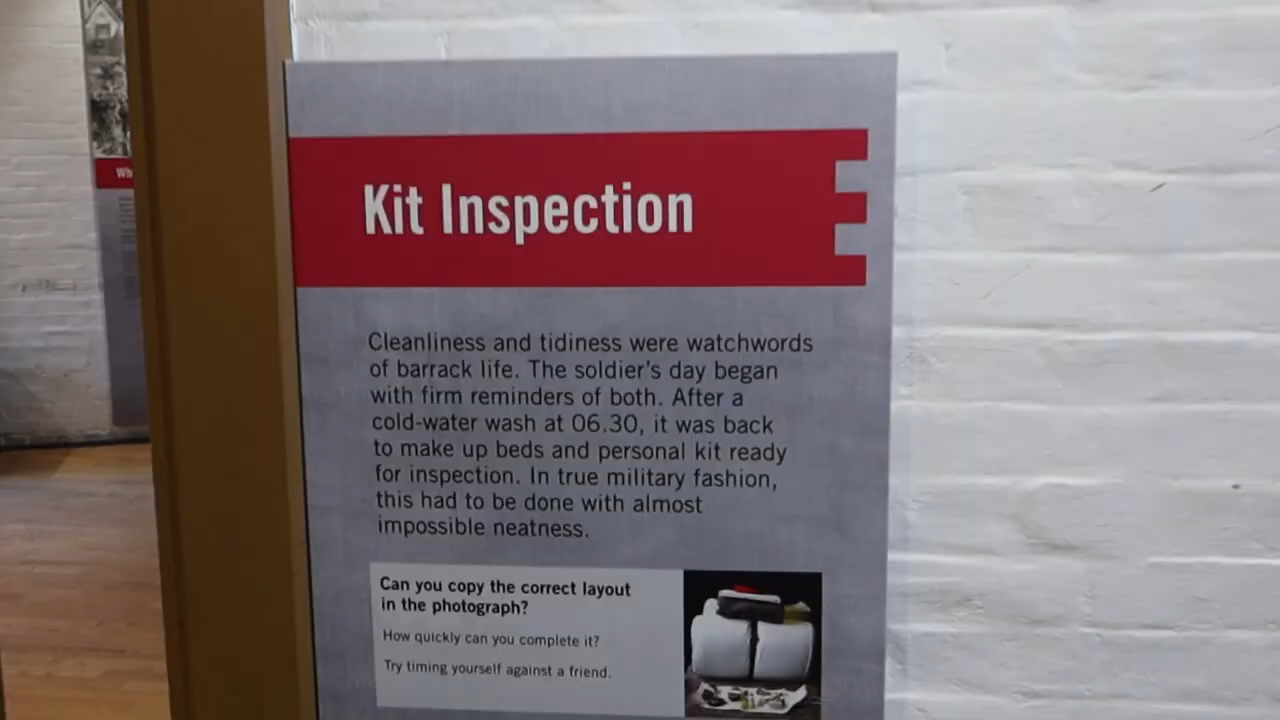 Wh
Kit Inspection
Cleanliness and tidiness were watchwords
of barrack life. The soldier's day began
with firm reminders of both. After a
cold-water wash at 06.30, it was back
to make up beds and personal kit ready
for inspection. In true military fashion,
this had to be done with almost
impossible neatness.
Can you copy the correct layout
in the photograph?
How quickly can you complete it?
Try timing yourself against a friend.